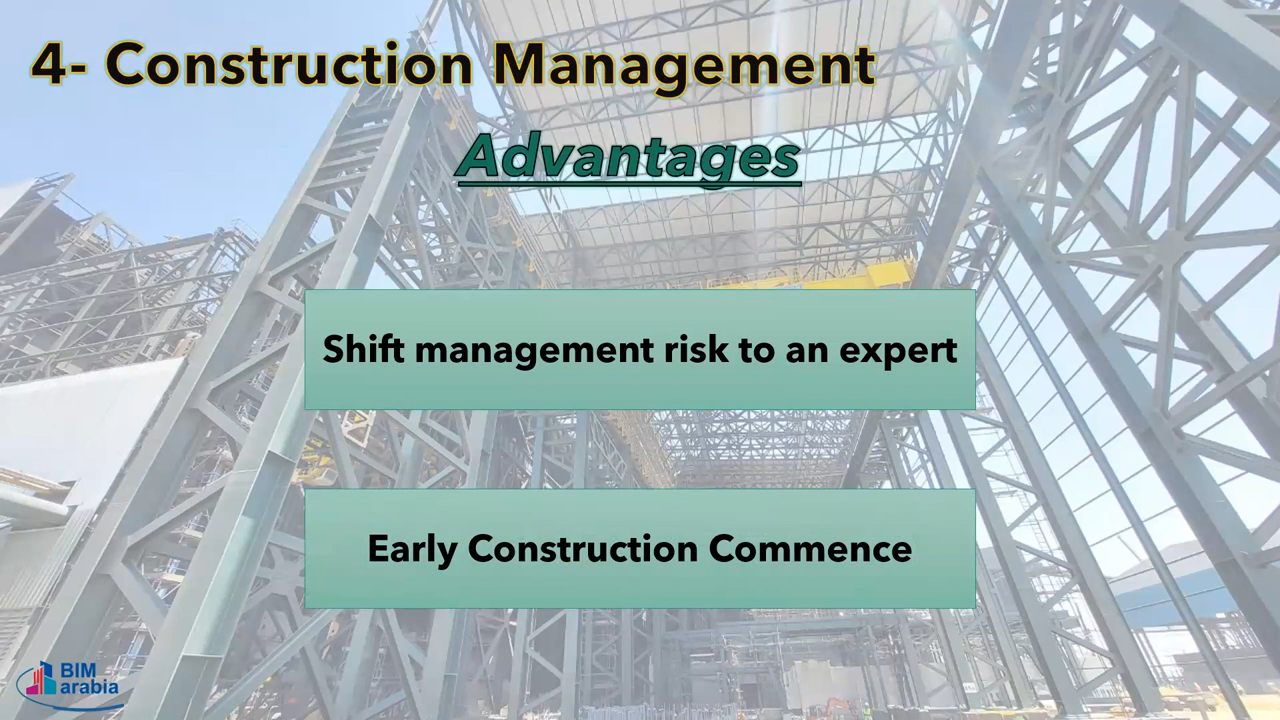 4- Construction Management
Advantages
Shift management risk to an expert
Early Construction Commence
BIM
arabia